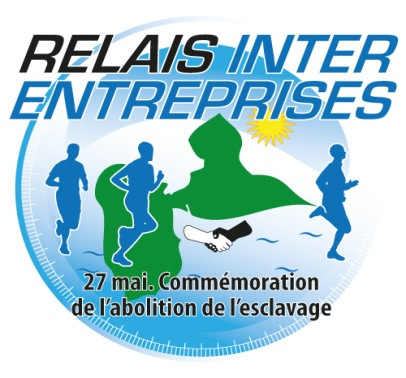 RELAIS INTER
ENTREPRISES
27 mai. Commémoration
de l'abolition de l'esclavage